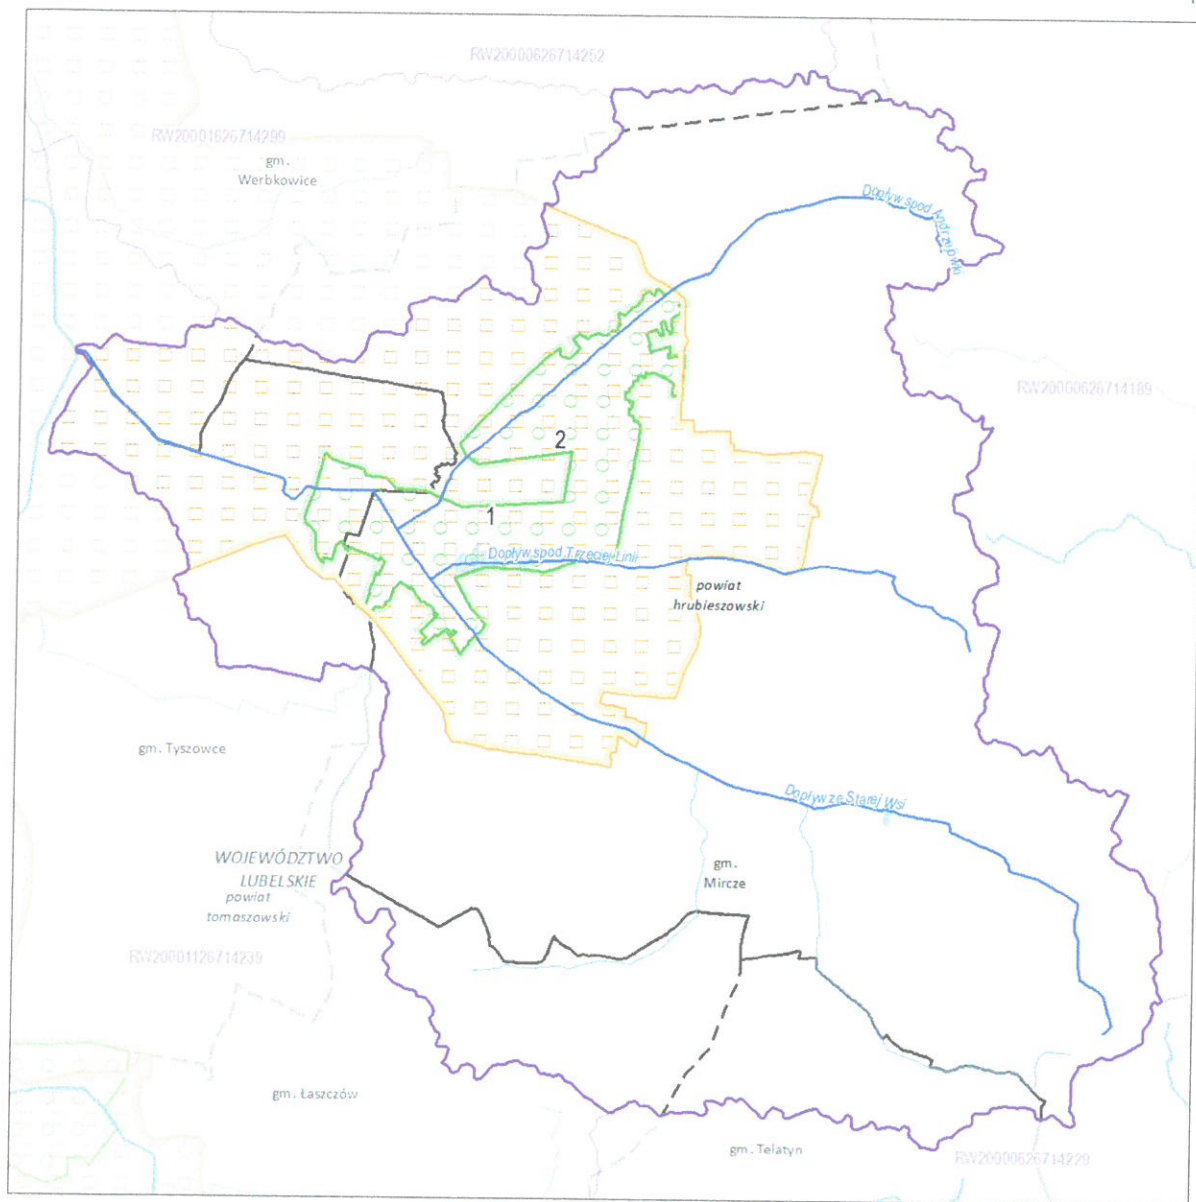 RW20000626714252
RW20001626714299
gm.
Werbkowice
Dopływ spod Andrzejówki
RW20000626714189
2
1
Dopływ spod Trzeciej Linii
powiat
hrubieszowski
gm. Tyszowce
Dopływ ze Starej Wsi
WOJEWÓDZTWO
LUBELSKIE
powiat
tomaszowski
gm.
Mircze
RW20001126714239
gm. Łaszczów
gm. Telatyn
RW20000626714229